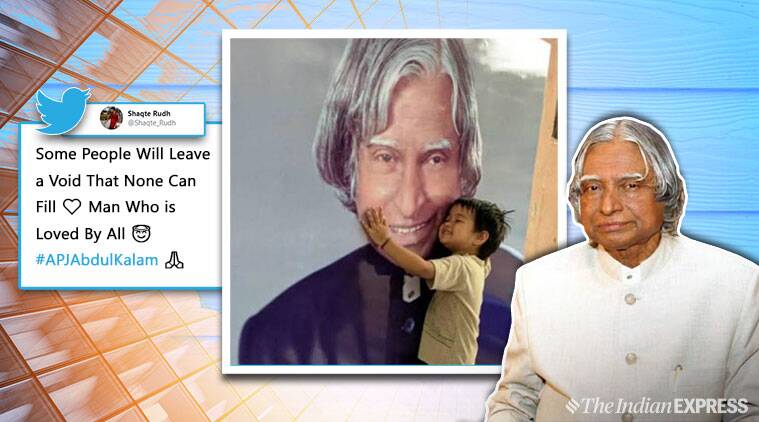 Shaqte Rudh
@Shaqte_Rudh
Some People Will Leave
a Void That None Can
Fill ♡ Man Who is
Loved By All 😇
#APJAbdulKalam 🙏
The Indian EXPRESS